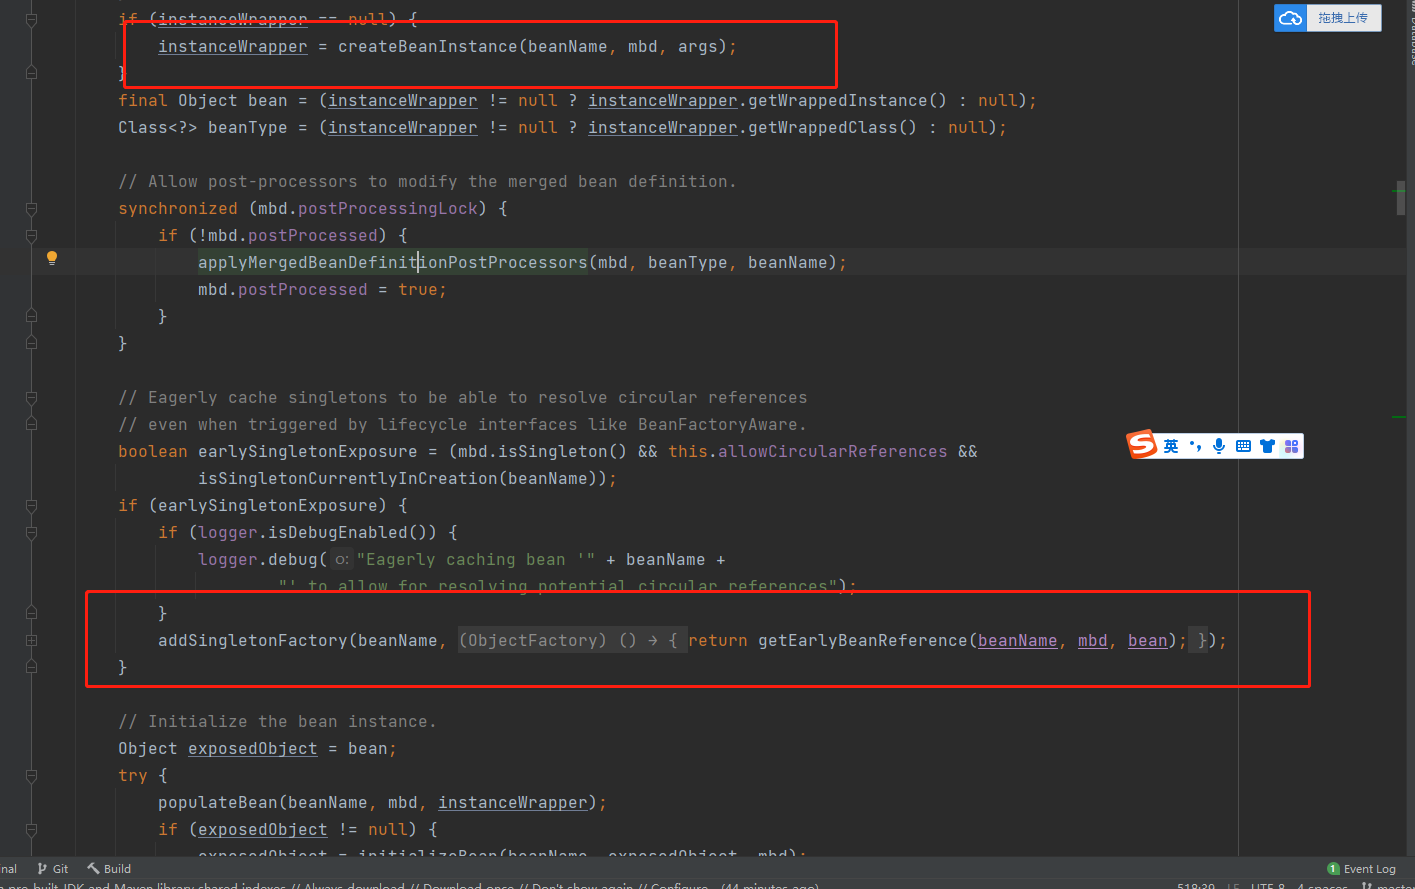 if (instanceWrapper == null) {
拖拽上传
instanceWrapper = createBeanInstance(beanName, mbd, args);
}
final Object bean = (instanceWrapper != null ? instanceWrapper.getWrappedInstance() : null);
Class<?> beanType = (instanceWrapper != null ? instanceWrapper.getWrappedClass() : null);
// Allow post-processors to modify the merged bean definition.
synchronized (mbd.postProcessingLock) {
if (!mbd.postProcessed) {
applyMergedBeanDefinitionPostProcessors(mbd, beanType, beanName);
mbd.postProcessed = true;
}
}
// Eagerly cache singletons to be able to resolve circular references
// even when triggered by lifecycle interfaces like BeanFactoryAware.
boolean earlySingletonExposure = (mbd.isSingleton() && this.allowCircularReferences &&
英
isSingletonCurrentlyInCreation(beanName));
if (earlySingletonExposure) {
if (logger.isDebugEnabled()) {
logger.debug( o: "Eagerly caching bean '" + beanName +
"' to allow for resolving potential circular references");
}
addSingletonFactory(beanName, (ObjectFactory) () → { return getEarlyBeanReference(beanName, mbd, bean); });
}
// Initialize the bean instance.
Object exposedObject = bean;
try {
populateBean(beanName, mbd, instanceWrapper);
if (exposedObject != null) {
exposedObject = initializeBean(beanName, exposedObject, mbd);
Git Build 1 Event Log
pre-built JDK and Maven library shared indexes // Always download // Download once // Don't show again // Configure... (44 minutes ago) 518:39 LF UTF-8 4 spaces master